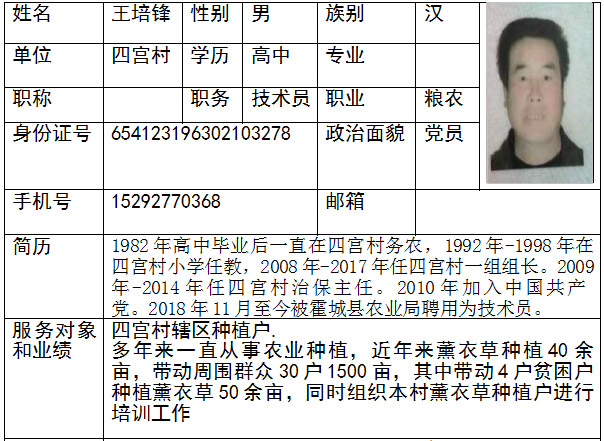 姓名 王培锋 性别 男 族别 汉
单位 四宫村 学历 高中 专业
职称 职务 技术员 职业 粮农
身份证号 654123196302103278 政治面貌 党员
手机号 15292770368 邮箱
简历 1982年高中毕业后一直在四宫村务农，1992年-1998年在
四宫村小学任教，2008年-2017年任四宫村一组组长。2009
年-2014年任四宫村治保主任。2010年加入中国共产
党。2018年11月至今被霍城县农业局聘用为技术员。
服务对象和业绩 四宫村辖区种植户.
多年来一直从事农业种植，近年来薰衣草种植40余
亩，带动周围群众30户1500亩，其中带动4户贫困户
种植薰衣草50余亩，同时组织本村薰衣草种植户进行
培训工作